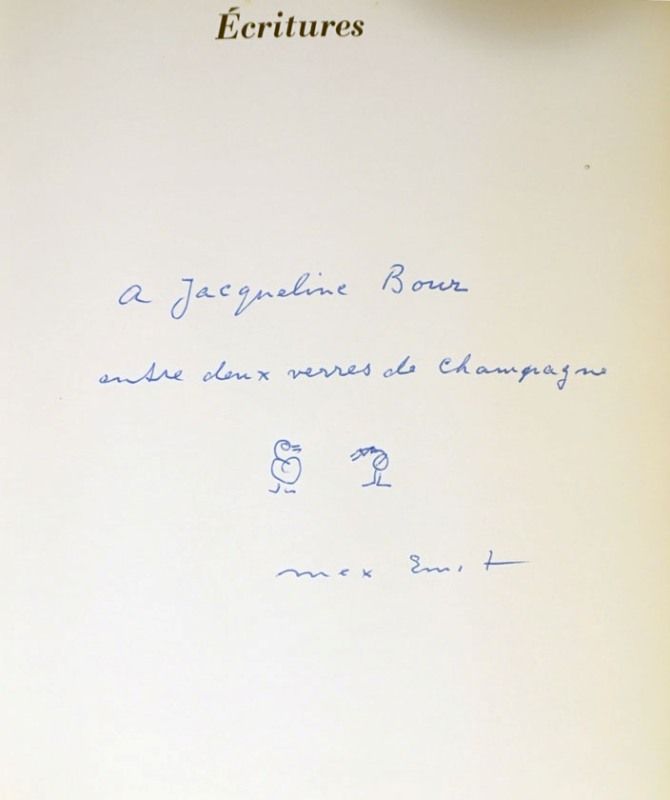 Écritures
a Jacqueline Bour
entre deux verres de champagne
max Ernst